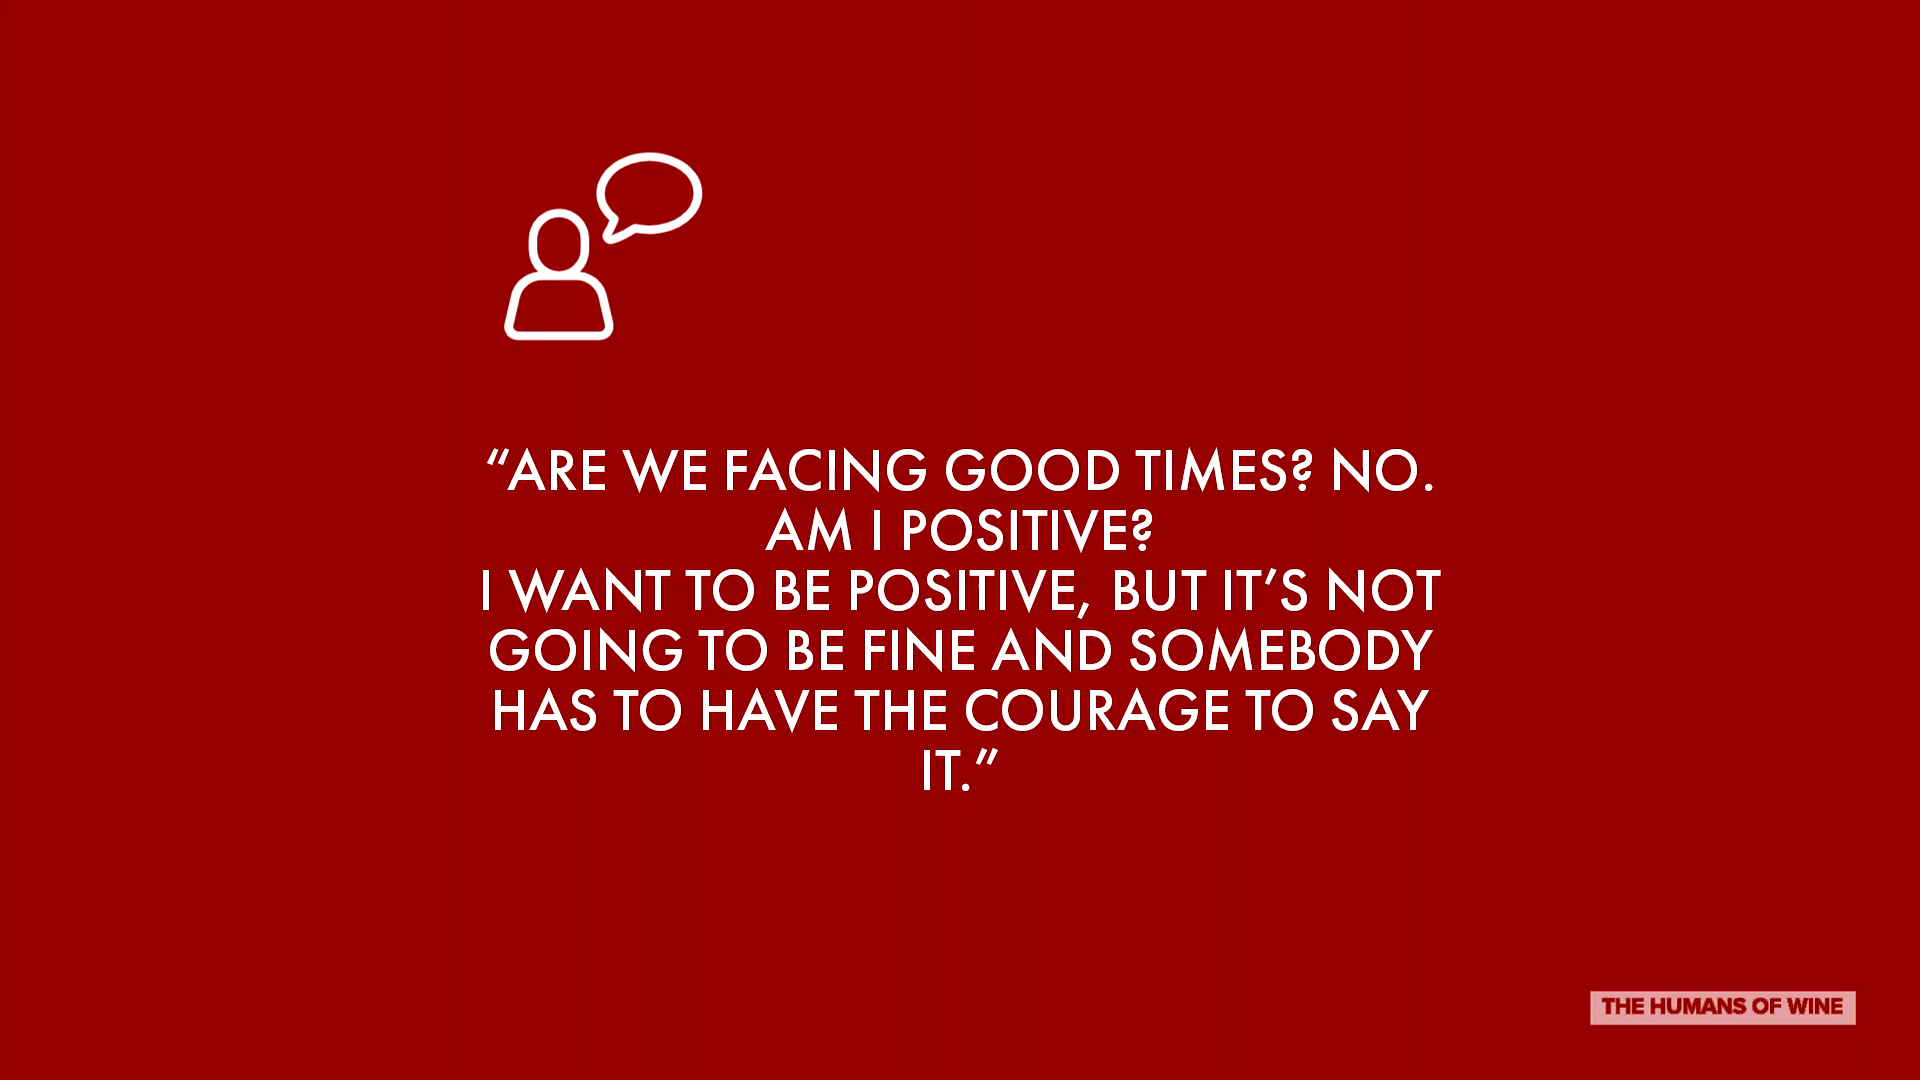 “ARE WE FACING GOOD TIMES? NO.
AM I POSITIVE?
I WANT TO BE POSITIVE, BUT IT’S NOT
GOING TO BE FINE AND SOMEBODY
HAS TO HAVE THE COURAGE TO SAY
IT.”
THE HUMANS OF WINE